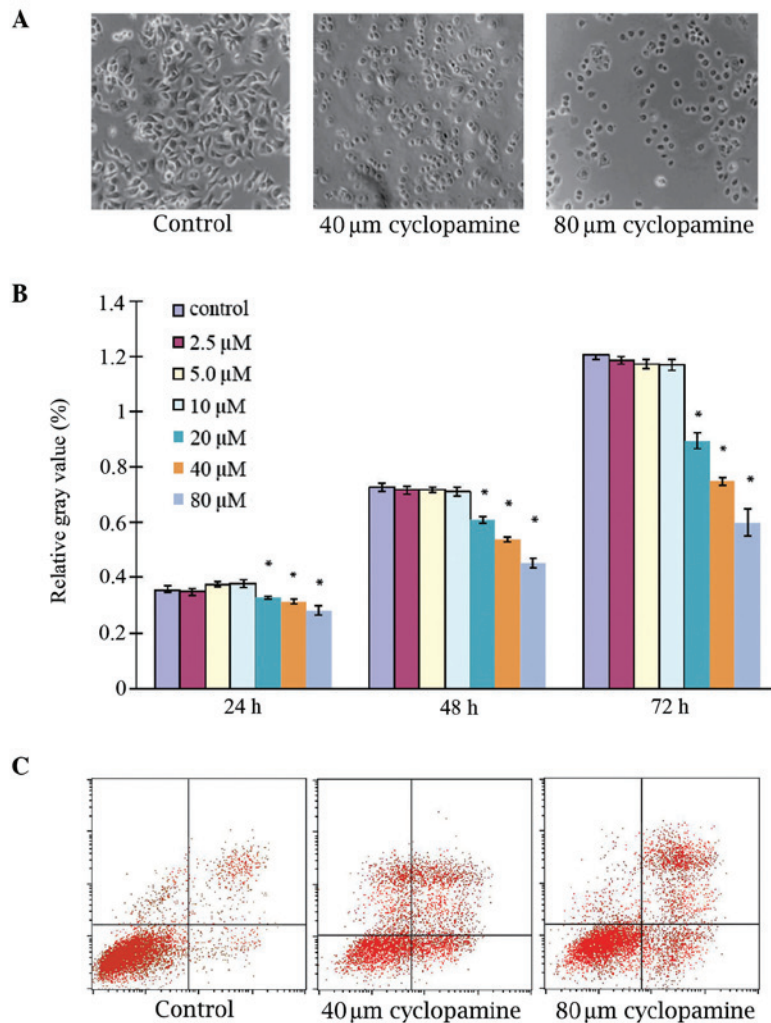 A
Control
40 µm cyclopamine
80 µm cyclopamine
B
Relative gray value (%)
1.4
1.2
1
0.8
0.6
0.4
0.2
0
control
2.5 µM
5.0 µM
10 µM
20 µM
40 µM
80 µM
* * *
* * *
* * *
24 h
48 h
72 h
C
Control
40 µm cyclopamine
80 µm cyclopamine